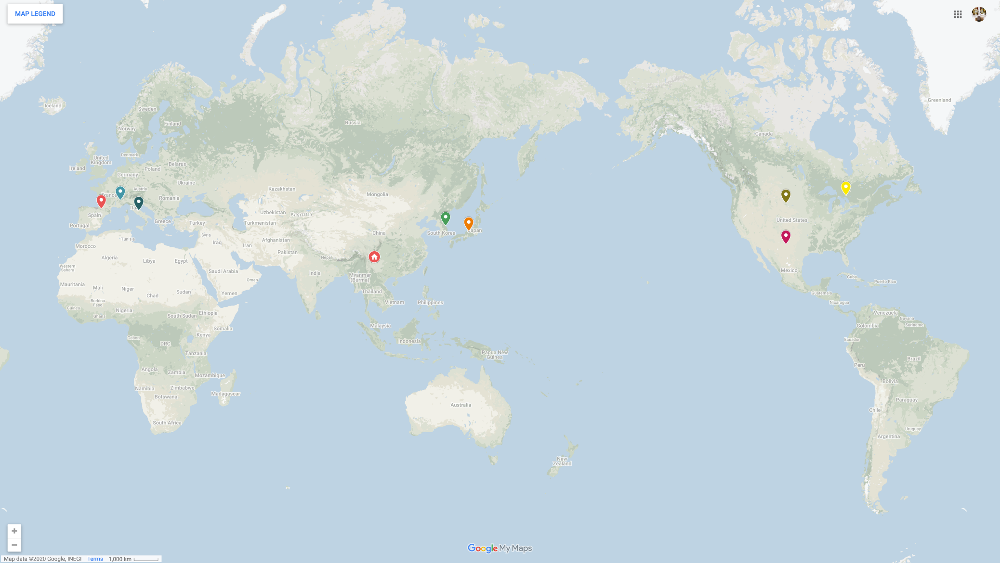 MAP LEGEND
Greenland
Iceland
Sweden
Russia
Finland
Norway
Canada
Denmark
United
Kingdom
Ireland
Belarus
Poland
Germany
Ukraine
Austria
Kazakhstan
France
Mongolia
Romania
Ita
Uzbekistan
Kyrgyzstan
Spain
United States
Greece
Turkey
Turkmenistan
Portugal
Japan
South Korea
China
Syria
Tunisia
Afghanistan
Iraq
Iran
Morocco
Pakistan
Algeria
Libya
Egypt
Nepal
Western
Sahara
Saudi Arabia
Mexico
India
Myanmar
(Burma)
Oman
Cuba
Puerto Rico
Mauritania
Mali
Niger
Chad
Sudan
Yemen
Thailand
Guatemala
Burkina
Faso
Vietnam
Philippines
Nicaragua
Guinea
Nigeria
Ghana
South Sudan
Ethiopia
Venezuela
Guyana
Suriname
Malaysia
Colombia
Somalia
Kenya
Gabon
Ecuador
Indonesia
DRC
Tanzania
Papua New
Guinea
Brazil
Peru
Angola
Zambia
Mozambique
Bolivia
Namibia
Zimbabwe
Madagascar
Botswana
Paraguay
Australia
Chile
South Africa
Uruguay
Argentina
New
Zealand
+
−
Google My Maps
Map data ©2020 Google, INEGI Terms 1,000 km